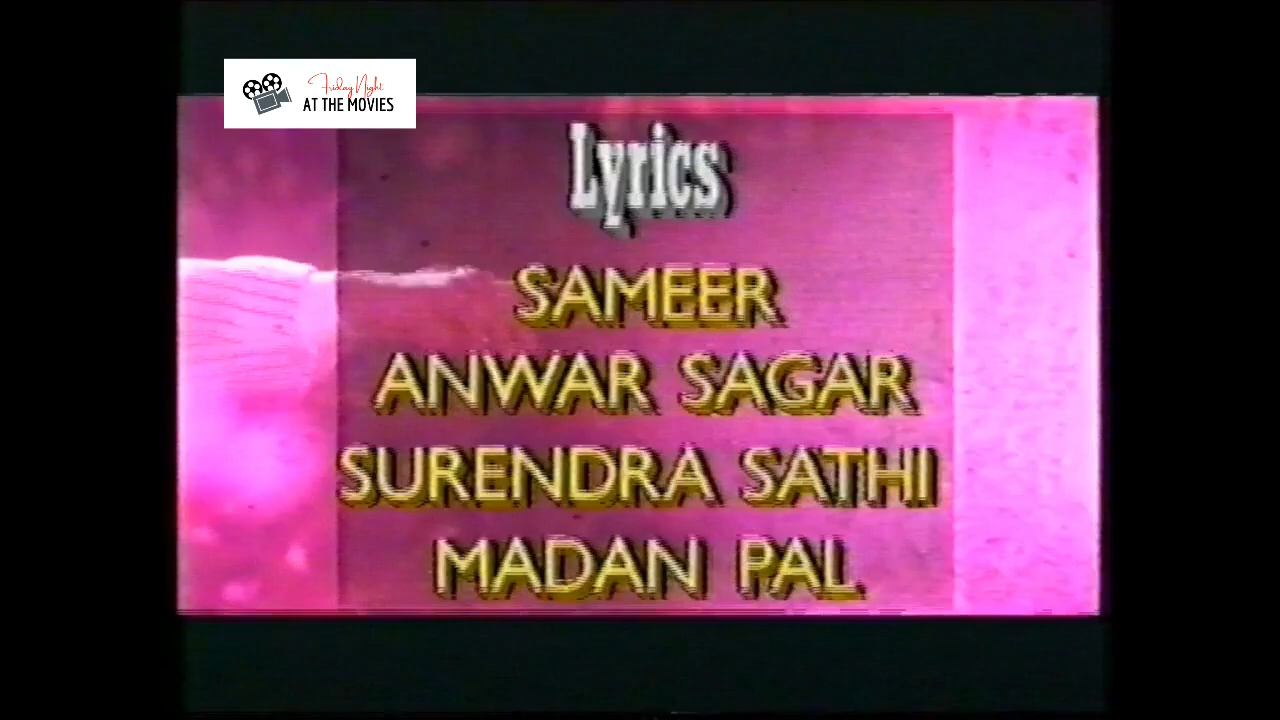 Friday Night
AT THE MOVIES
Lyrics
SAMEER
ANWAR SAGAR
SURENDRA SATHI
MADAN PAL